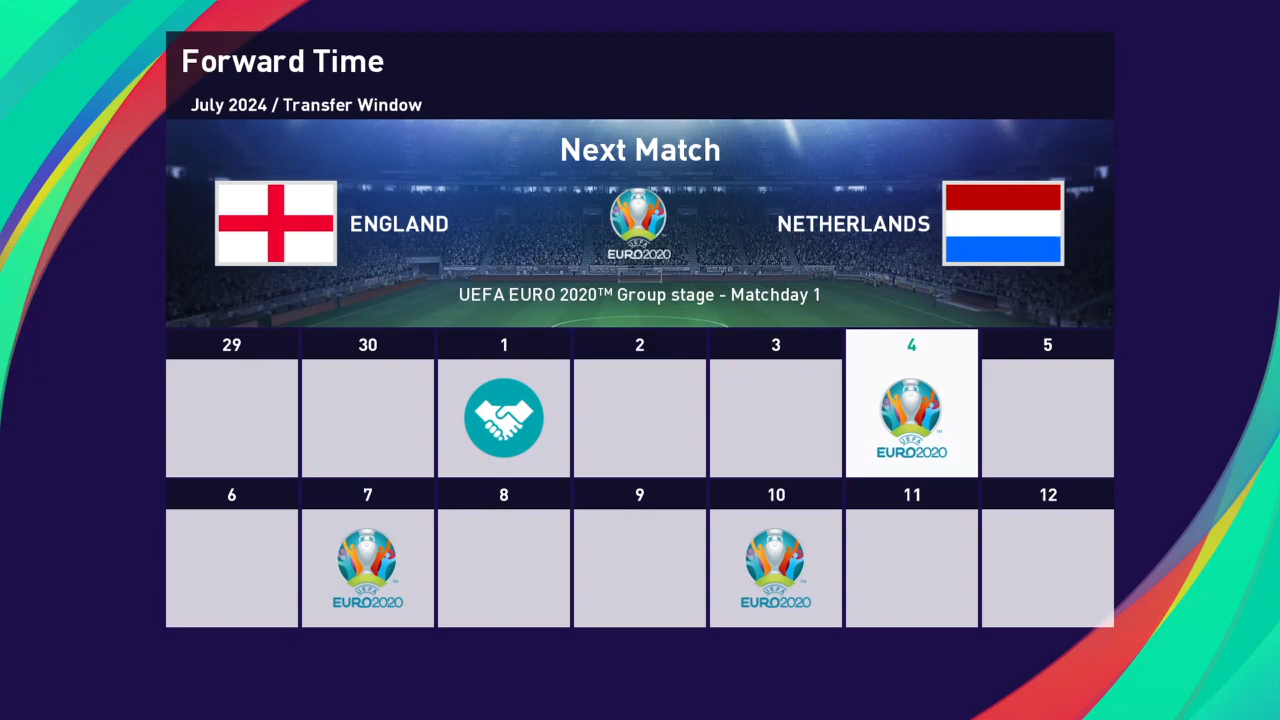 Forward Time
July 2024 / Transfer Window
Next Match
ENGLAND
UEFA
EURO2020
NETHERLANDS
UEFA EURO 2020™ Group stage - Matchday 1
29 30 1 2 3 4 5
UEFA
EURO2020
6 7 8 9 10 11 12
UEFA
EURO2020
UEFA
EURO2020